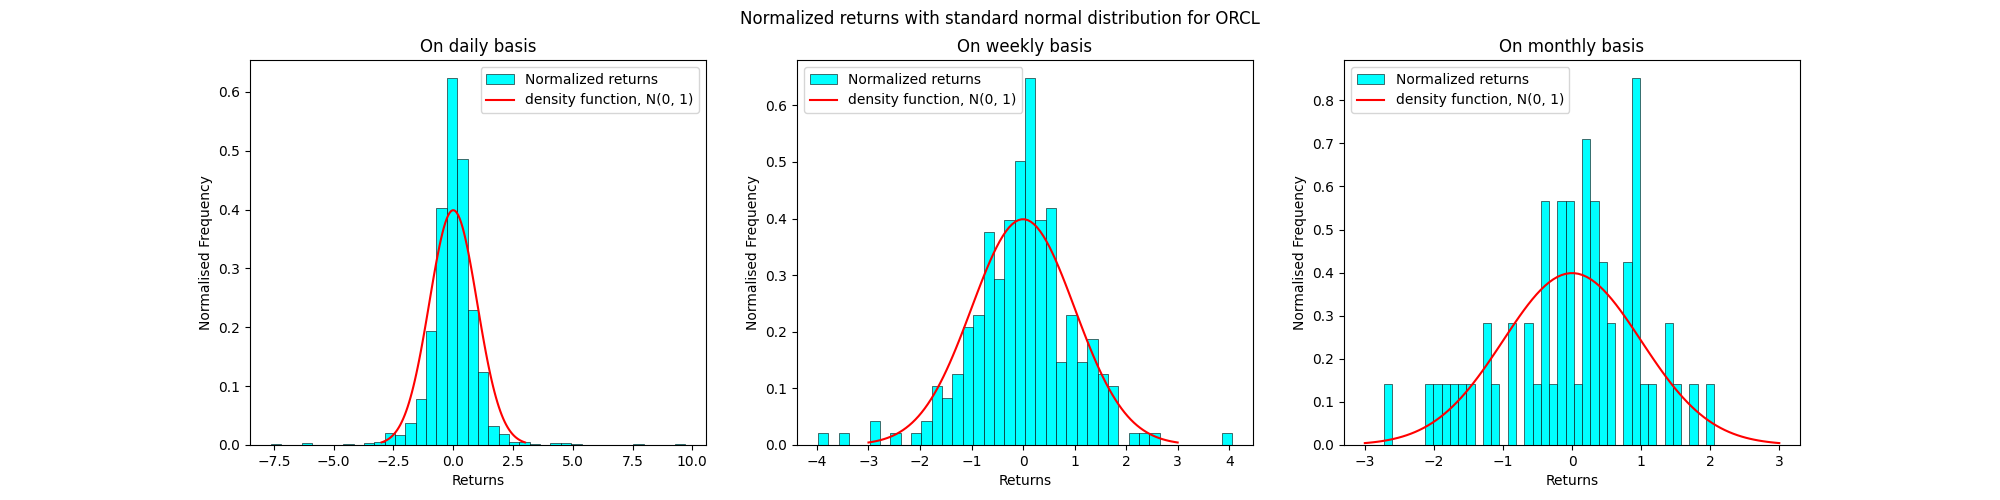 Normalized returns with standard normal distribution for ORCL
On daily basis
Normalized returns
density function, N(0, 1)
Normalised Frequency
0.6
0.5
0.4
0.3
0.2
0.1
0.0
−7.5 −5.0 −2.5 0.0 2.5 5.0 7.5 10.0
Returns
On weekly basis
Normalized returns
density function, N(0, 1)
Normalised Frequency
0.6
0.5
0.4
0.3
0.2
0.1
0.0
−4 −3 −2 −1 0 1 2 3 4
Returns
On monthly basis
Normalized returns
density function, N(0, 1)
Normalised Frequency
0.8
0.7
0.6
0.5
0.4
0.3
0.2
0.1
0.0
−3 −2 −1 0 1 2 3
Returns